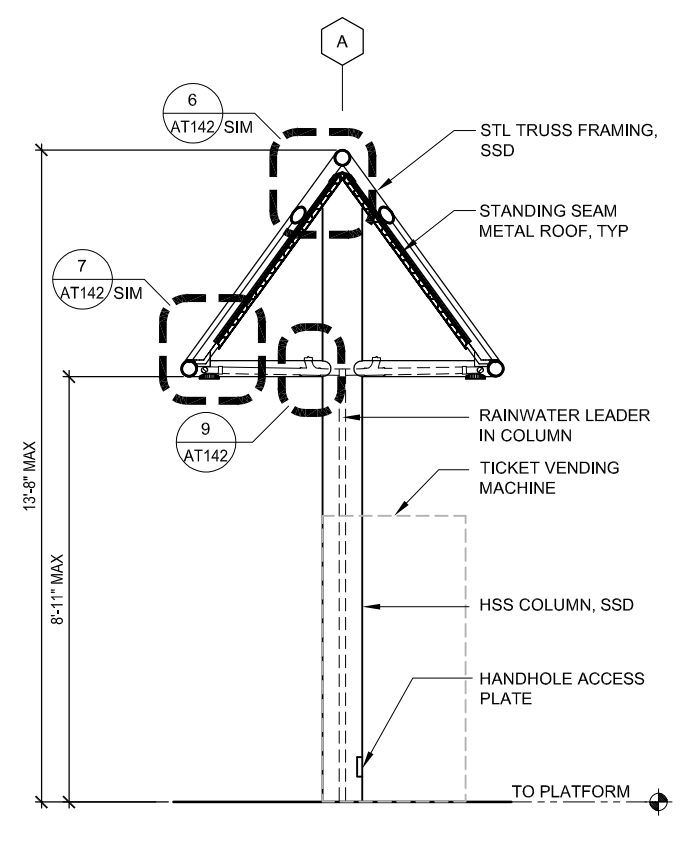 A
6
AT142 SIM
STL TRUSS FRAMING,
SSD
STANDING SEAM
METAL ROOF, TYP
7
AT142 SIM
9
AT142
RAINWATER LEADER
IN COLUMN
TICKET VENDING
MACHINE
13'-8" MAX
8'-11" MAX
HSS COLUMN, SSD
HANDHOLE ACCESS
PLATE
TO PLATFORM